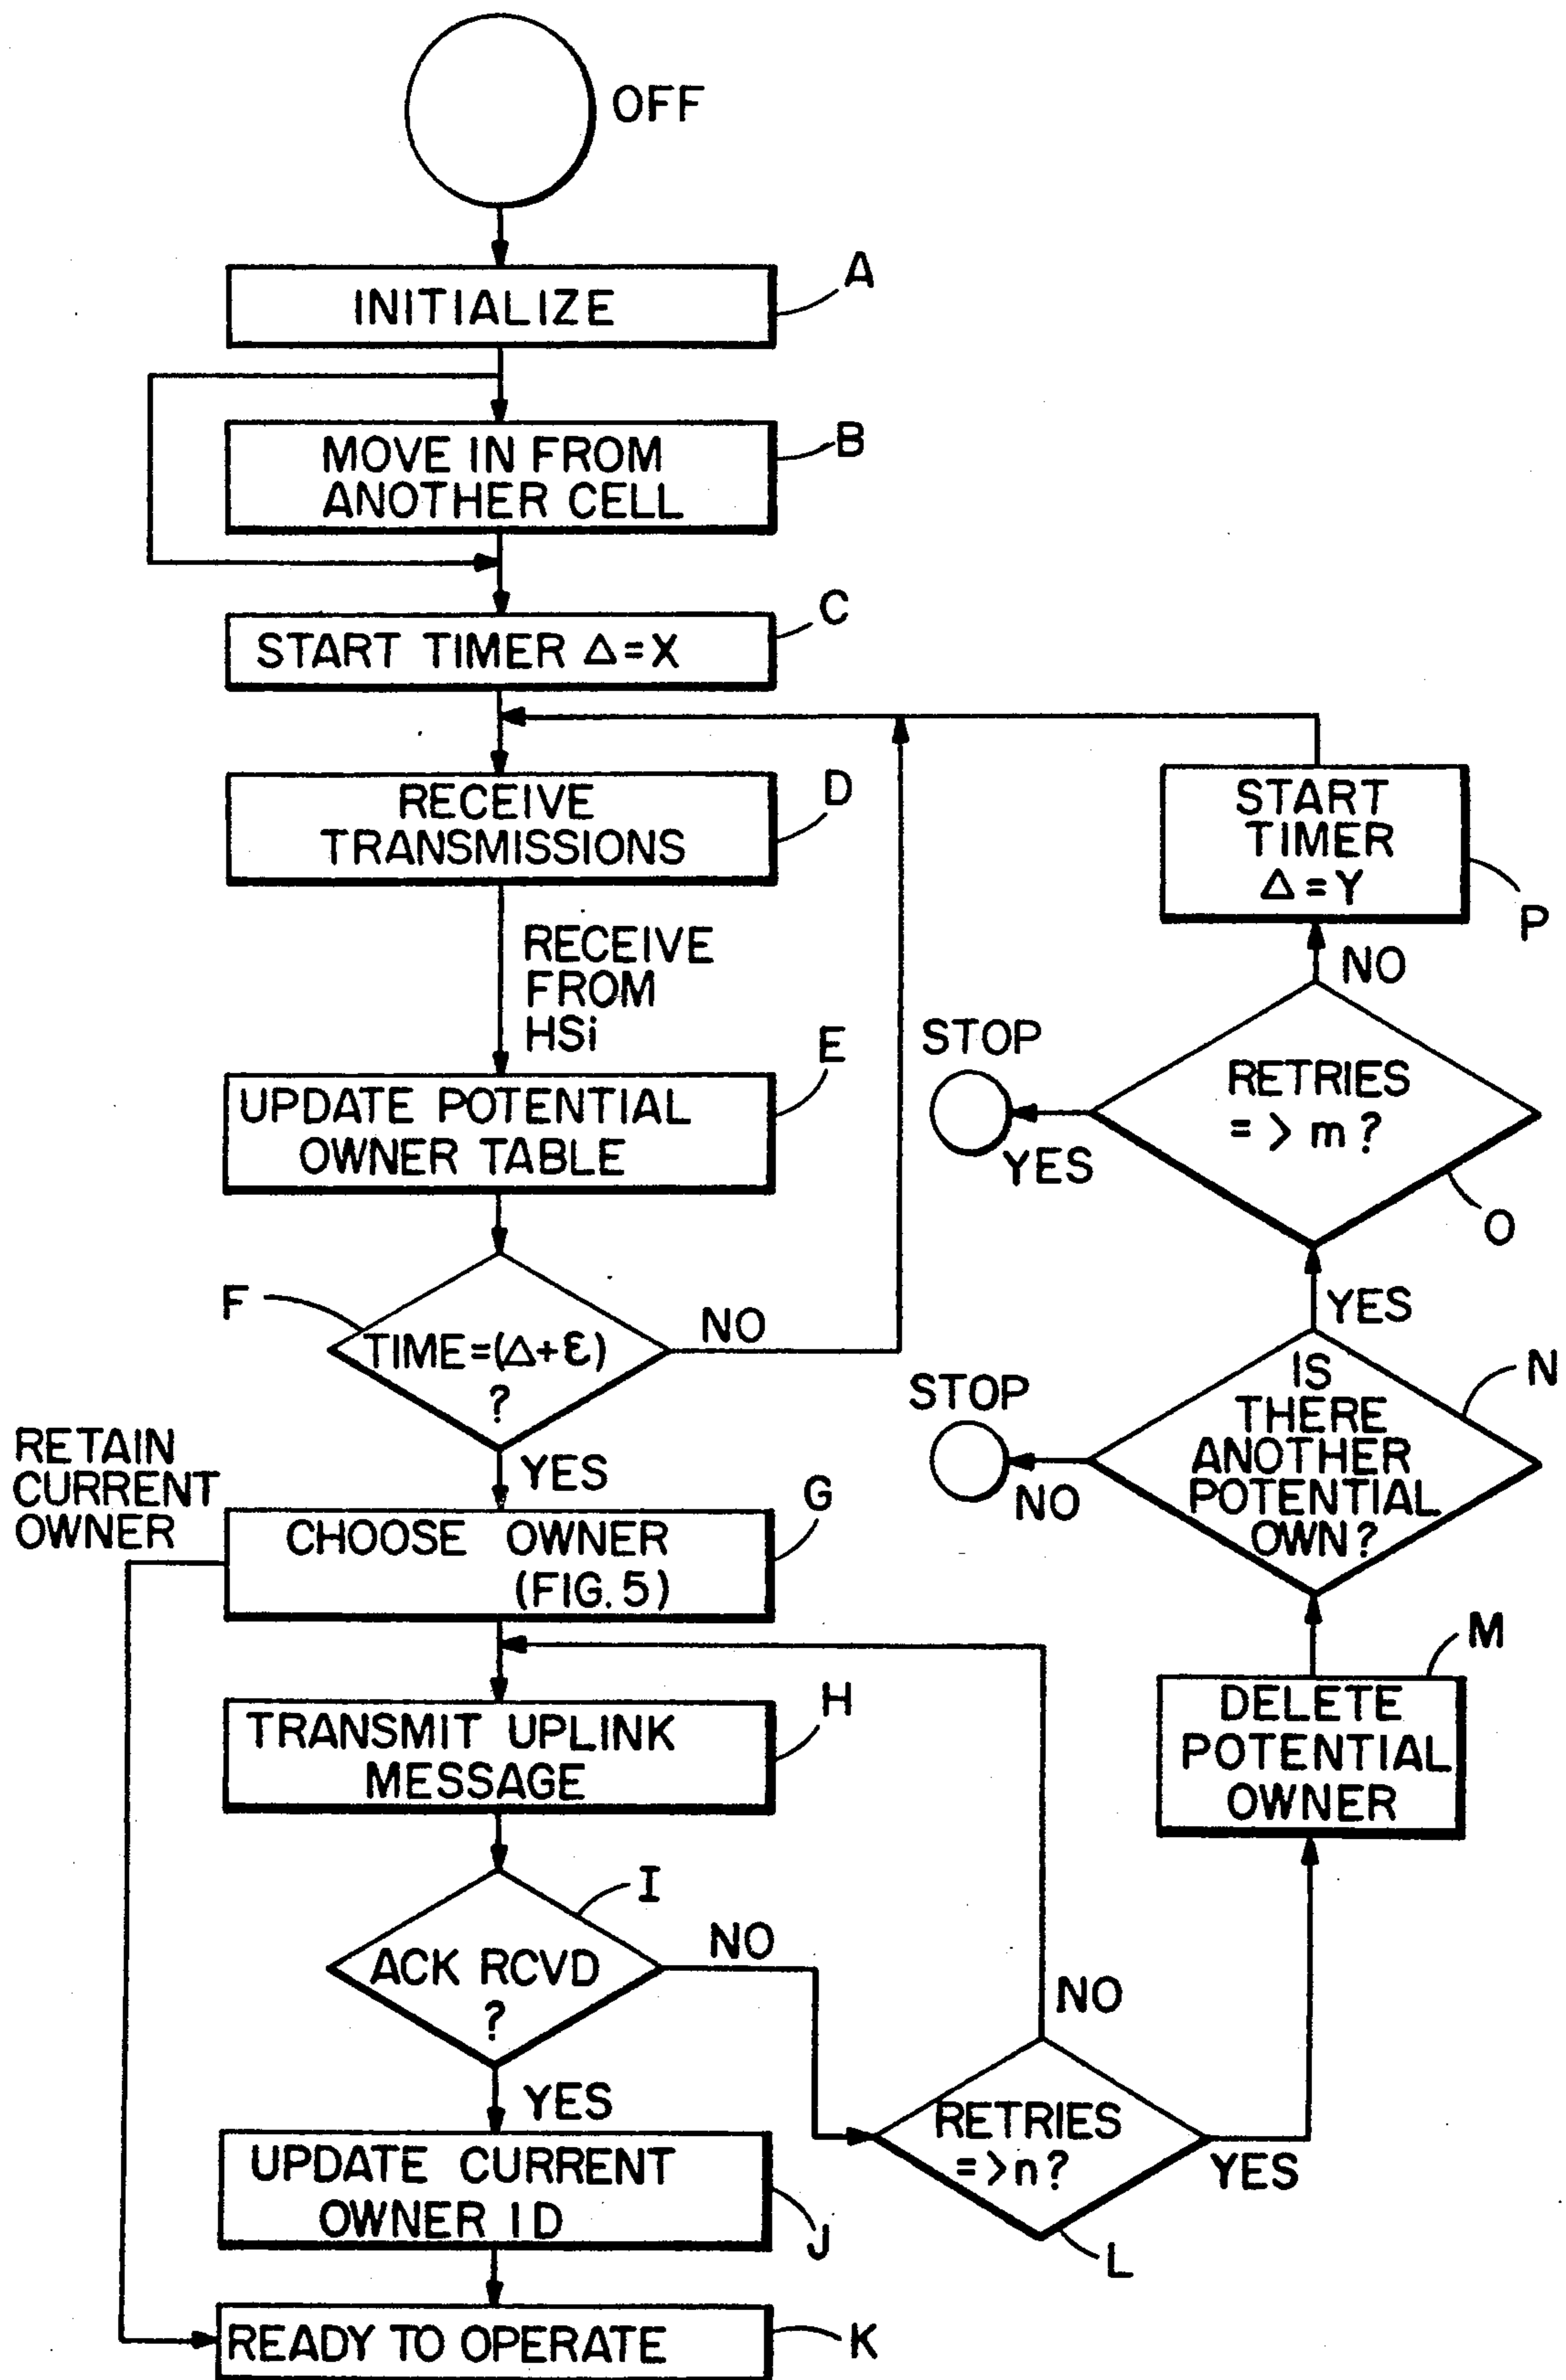 OFF
INITIALIZE
A
MOVE IN FROM
ANOTHER CELL
B
START TIMER Δ=X
C
RECEIVE
TRANSMISSIONS
D
RECEIVE
FROM
HSi
UPDATE POTENTIAL
OWNER TABLE
E
F
TIME=(Δ+ε)
?
NO
YES
RETAIN
CURRENT
OWNER
CHOOSE OWNER
(FIG. 5)
G
TRANSMIT UPLINK
MESSAGE
H
I
ACK RCVD
?
NO
YES
UPDATE CURRENT
OWNER ID
J
READY TO OPERATE
K
RETRIES
=>n?
NO
YES
L
DELETE
POTENTIAL
OWNER
M
IS
THERE
ANOTHER
POTENTIAL
OWN?
N
STOP
NO
YES
RETRIES
=> m?
O
STOP
YES
NO
START
TIMER
Δ=Y
P